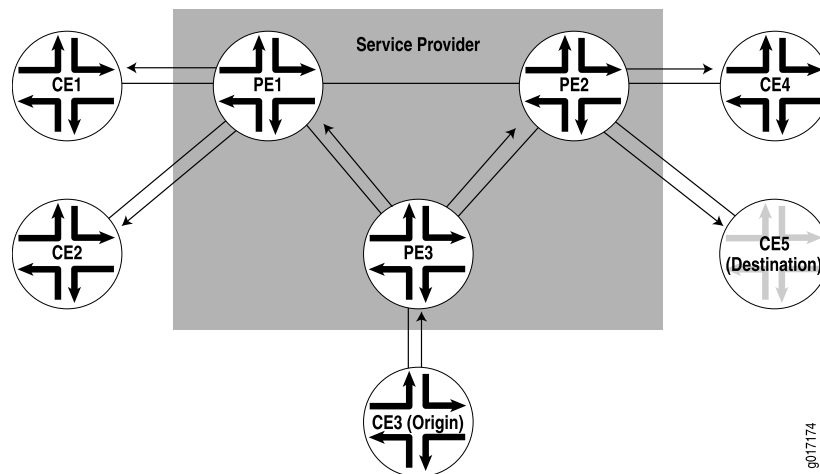 Service Provider
CE1
PE1
PE2
CE4
CE2
PE3
CE5
(Destination)
CE3 (Origin)
g017174